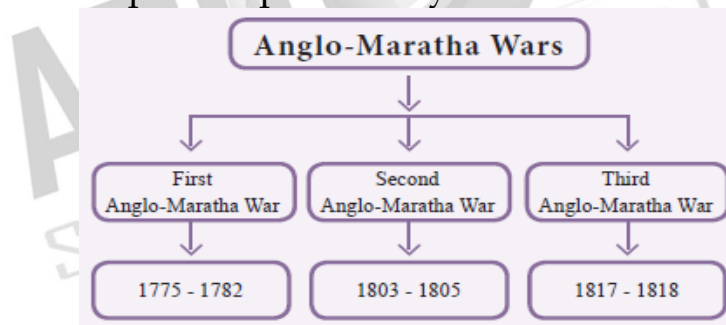 Anglo-Maratha Wars
First
Anglo-Maratha War
Second
Anglo-Maratha War
Third
Anglo-Maratha War
1775 - 1782
1803 - 1805
1817 - 1818